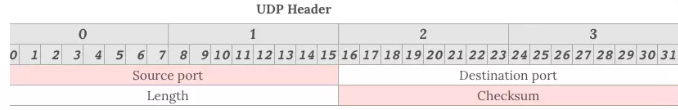 UDP Header
0 1 2 3
0 1 2 3 4 5 6 7 8 9 10 11 12 13 14 15 16 17 18 19 20 21 22 23 24 25 26 27 28 29 30 31
Source port Destination port
Length Checksum